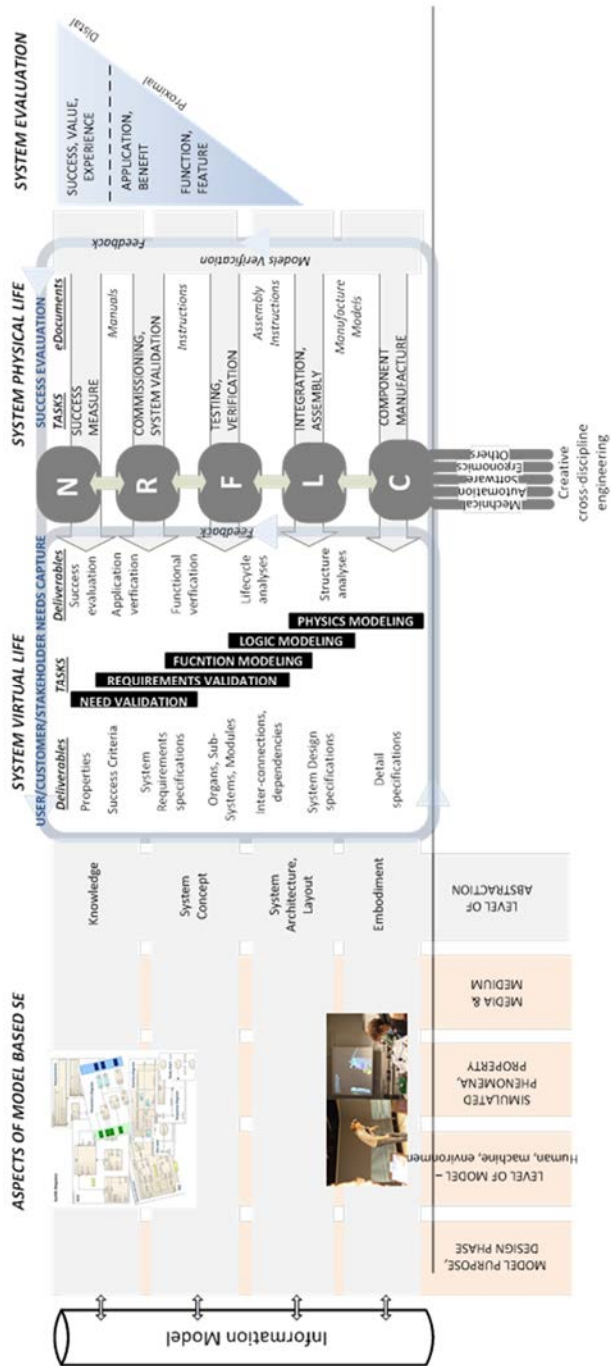 ASPECTS OF MODEL BASED SE
SYSTEM VIRTUAL LIFE
SYSTEM PHYSICAL LIFE
SYSTEM EVALUATION
USER/CUSTOMER/STAKEHOLDER NEEDS CAPTURE
SUCCESS EVALUATION
Information Model
Knowledge
System
Concept
System
Architecture,
Layout
Embodiment
MODEL PURPOSE,
DESIGN PHASE
LEVEL OF MODEL –
Human, machine, environmen
SIMULATED
PHENOMENA,
PROPERTY
MEDIA &
MEDIUM
LEVEL OF
ABSTRACTION
Deliverables
Properties
Success Criteria
System
Requirements
specifications
Organs, Sub-
Systems, Modules
Inter-connections,
dependencies
System Design
specifications
Detail
specifications
TASKS
NEED VALIDATION
REQUIREMENTS VALIDATION
FUCNTION MODELING
LOGIC MODELING
PHYSICS MODELING
Deliverables
Success
evaluation
Application
verfication
Functional
verfication
Lifecycle
analyses
Structure
analyses
Feedback
N
R
F
L
C
TASKS
SUCCESS
MEASURE
COMMISSIONING,
SYSTEM VALIDATION
TESTING,
VERIFICATION
INTEGRATION,
ASSEMBLY
COMPONENT
MANUFACTURE
eDocuments
Manuals
Instructions
Assembly
Instructions
Manufacture
Models
Models Verification
Feedback
SUCCESS, VALUE,
EXPERIENCE
APPLICATION,
BENEFIT
FUNCTION,
FEATURE
Distal
Proximal
Mechnical
Automation
Software
Ergonomics
Others
Creative
cross-discipline
engineering